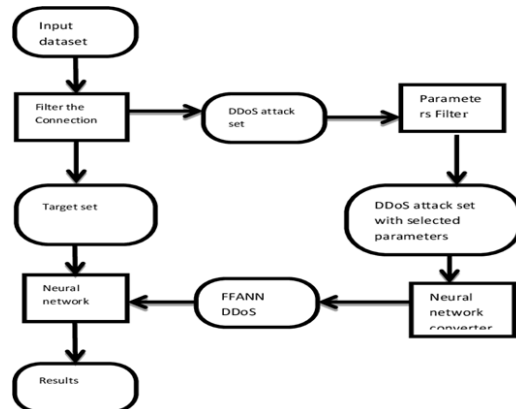 Input
dataset
Filter the
Connection
DDoS attack
set
Paramete
rs Filter
Target set
DDoS attack set
with selected
parameters
Neural
network
FFANN
DDoS
Neural
network
converter
Results